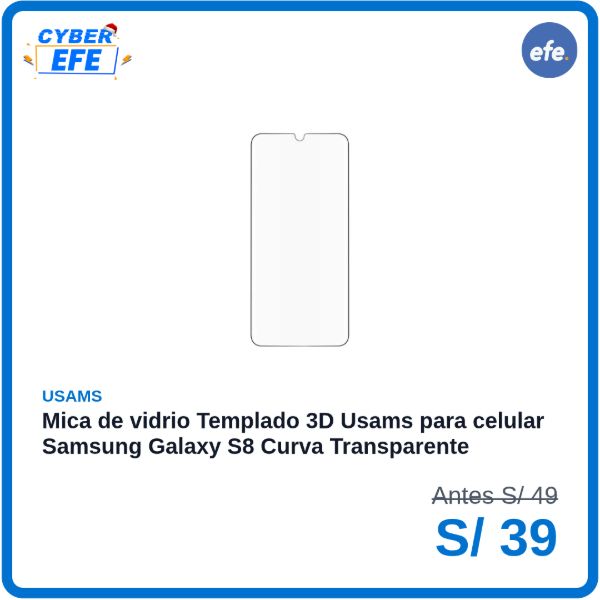 CYBER
EFE
efe.
USAMS
Mica de vidrio Templado 3D Usams para celular
Samsung Galaxy S8 Curva Transparente
Antes S/ 49
S/ 39